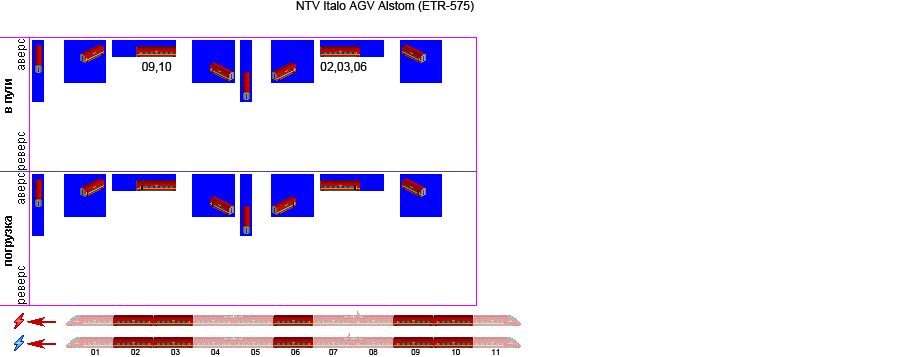 NTV Italo AGV Alstom (ETR-575)
в пути
аверс
реверс
09,10
02,03,06
погрузка
аверс
реверс
01 02 03 04 05 06 07 08 09 10 11